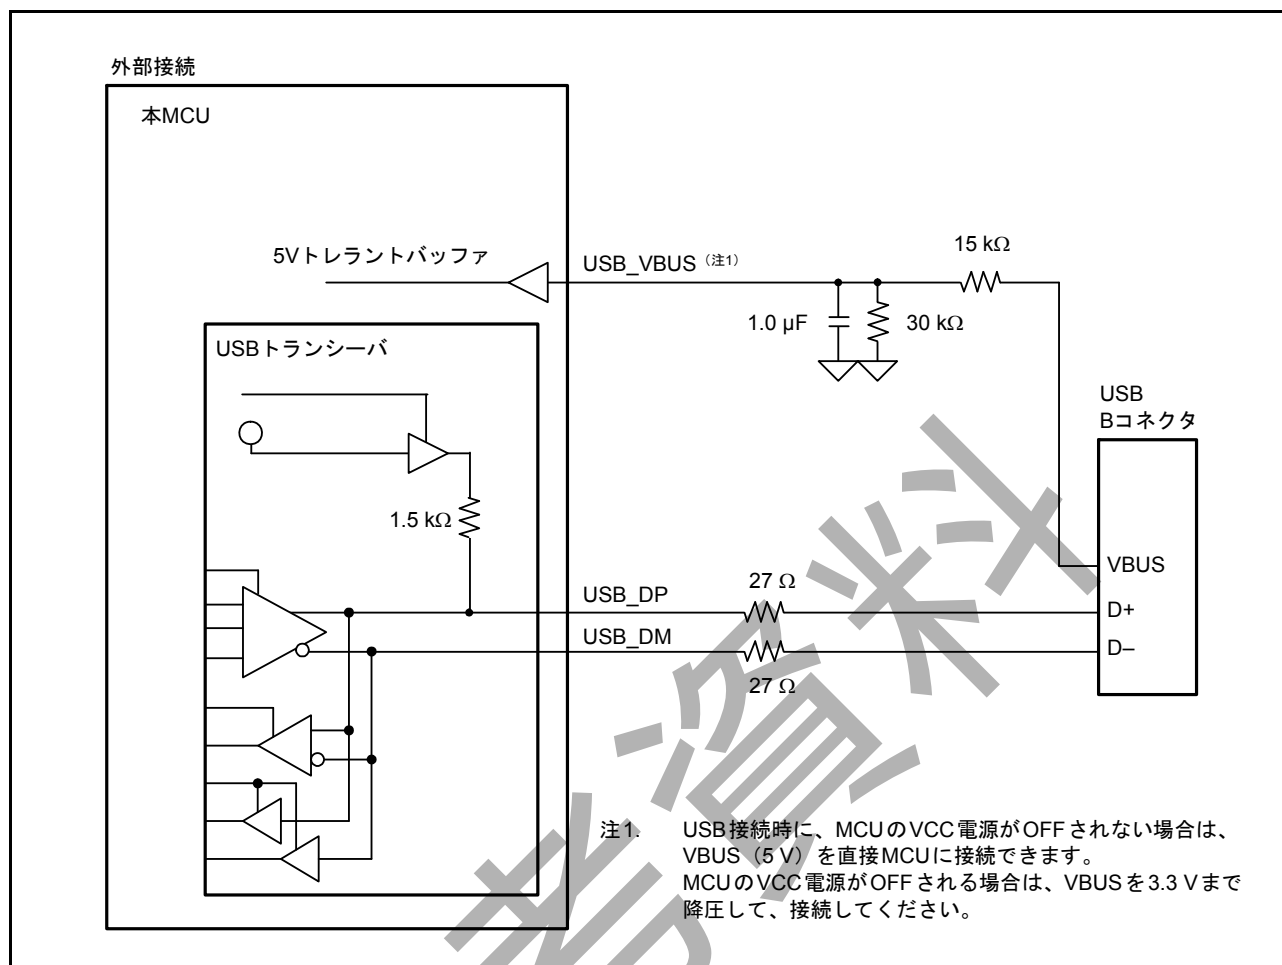 外部接続
本MCU
5Vトレラントバッファ
USB_VBUS（注1）
15 kΩ
1.0 µF
30 kΩ
USBトランシーバ
USB
Bコネクタ
1.5 kΩ
VBUS
USB_DP
27 Ω
D+
USB_DM
D–
27 Ω
注1. USB接続時に、MCUのVCC電源がOFFされない場合は、
VBUS（5 V）を直接MCUに接続できます。
MCUのVCC電源がOFFされる場合は、VBUSを3.3 Vまで
降圧して、接続してください。
考資料